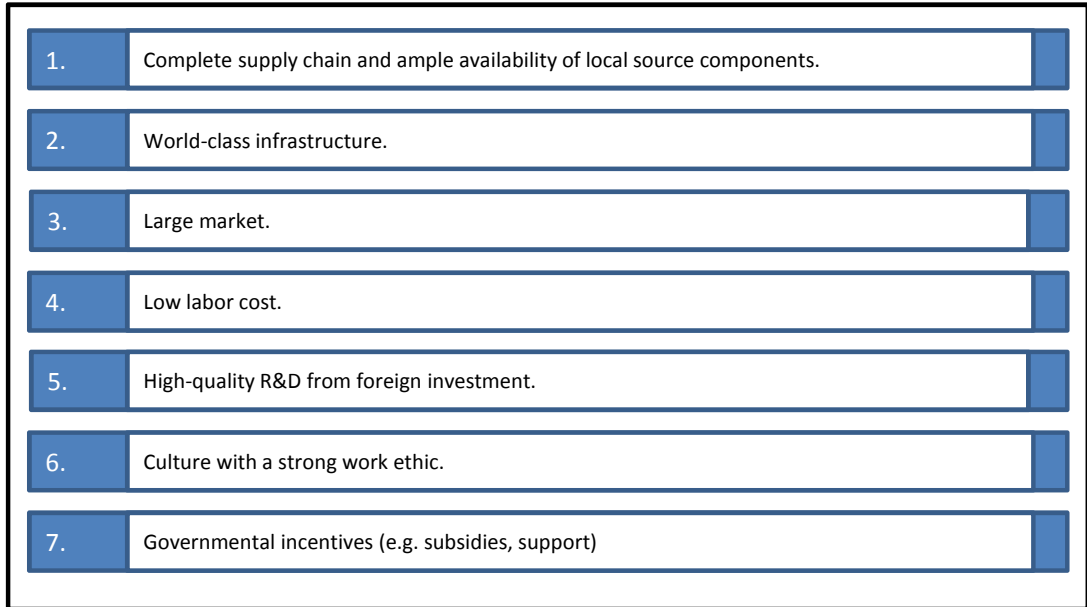 1. Complete supply chain and ample availability of local source components.
2. World-class infrastructure.
3. Large market.
4. Low labor cost.
5. High-quality R&D from foreign investment.
6. Culture with a strong work ethic.
7. Governmental incentives (e.g. subsidies, support)